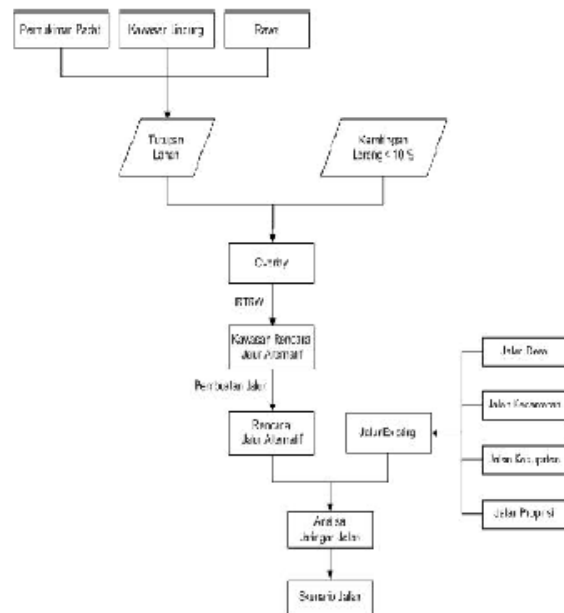 Permukiman Padat
Kawasan Lindung
Rawa
Tutupan
Lahan
Kemiringan
Lereng < 10 %
Overlay
RTRW
Kawasan Rencana
Jalur Alternatif
Pembuatan Jalur
Rencana
Jalur Alternatif
Jalan Existing
Jalan Desa
Jalan Kecamatan
Jalan Kabupaten
Jalan Propinsi
Analisa
Jaringan Jalan
Skenario Jalan